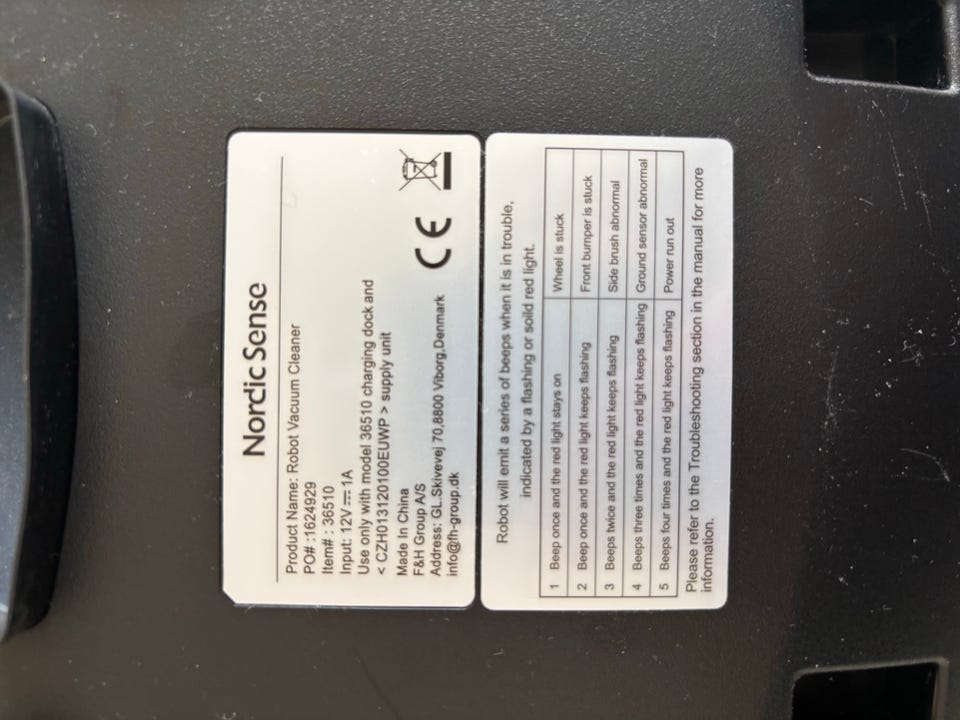 Nordic Sense
Product Name: Robot Vacuum Cleaner
PO# :1624929
Item# : 36510
Input: 12V⎓1A
Use only with model 36510 charging dock and
< CZH013120100EUWP > supply unit
Made In China
F&H Group A/S
Address: GL.Skivevej 70,8800 Viborg,Denmark
info@fh-group.dk
CE
Robot will emit a series of beeps when it is in trouble,
indicated by a flashing or soild red light.
1 Beep once and the red light stays on Wheel is stuck
2 Beep once and the red light keeps flashing Front bumper is stuck
3 Beeps twice and the red light keeps flashing Side brush abnormal
4 Beeps three times and the red light keeps flashing Ground sensor abnormal
5 Beeps four times and the red light keeps flashing Power run out
Please refer to the Troubleshooting section in the manual for more
information.